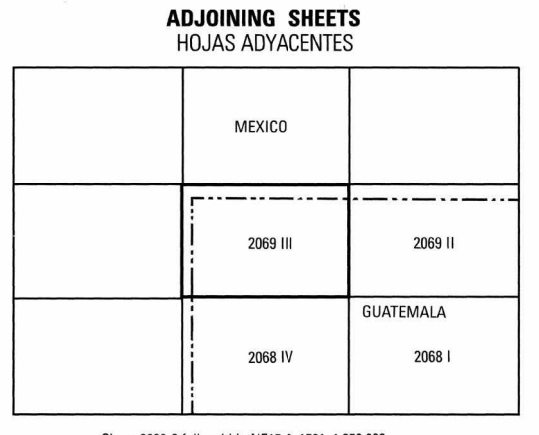 ADJOINING SHEETS
HOJAS ADYACENTES
MEXICO
2069 III
2069 II
GUATEMALA
2068 IV
2068 I